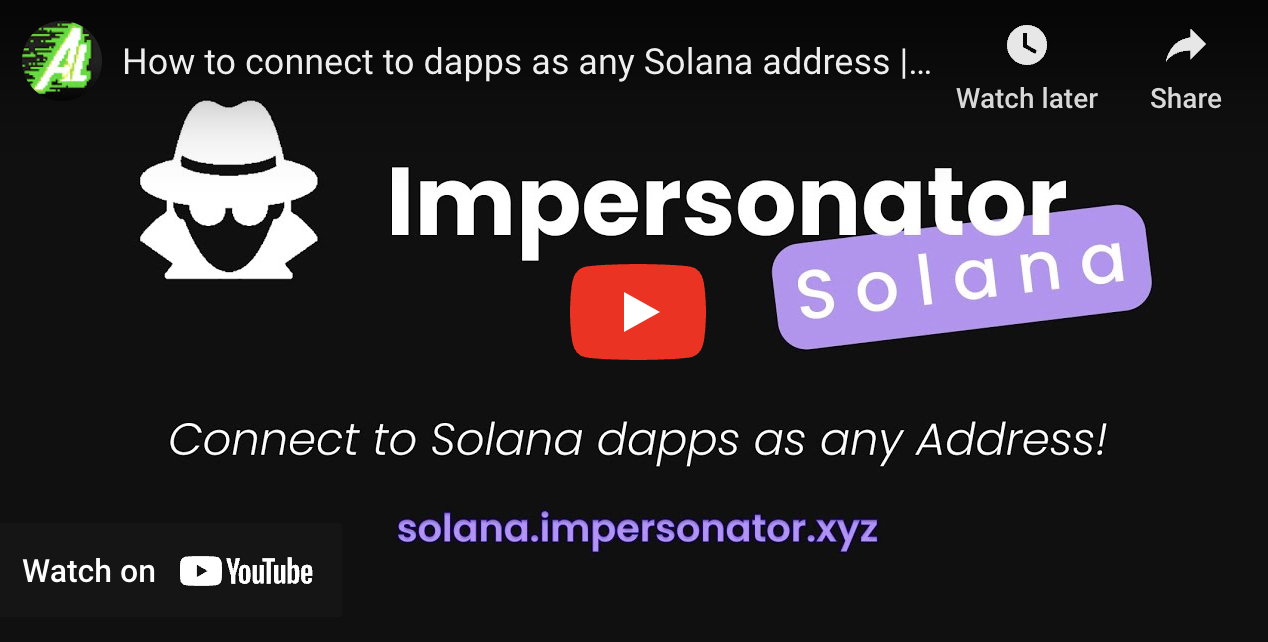 How to connect to dapps as any Solana address |...
Watch later
Share
AL
Impersonator
Solana
Connect to Solana dapps as any Address!
solana.impersonator.xyz
Watch on YouTube